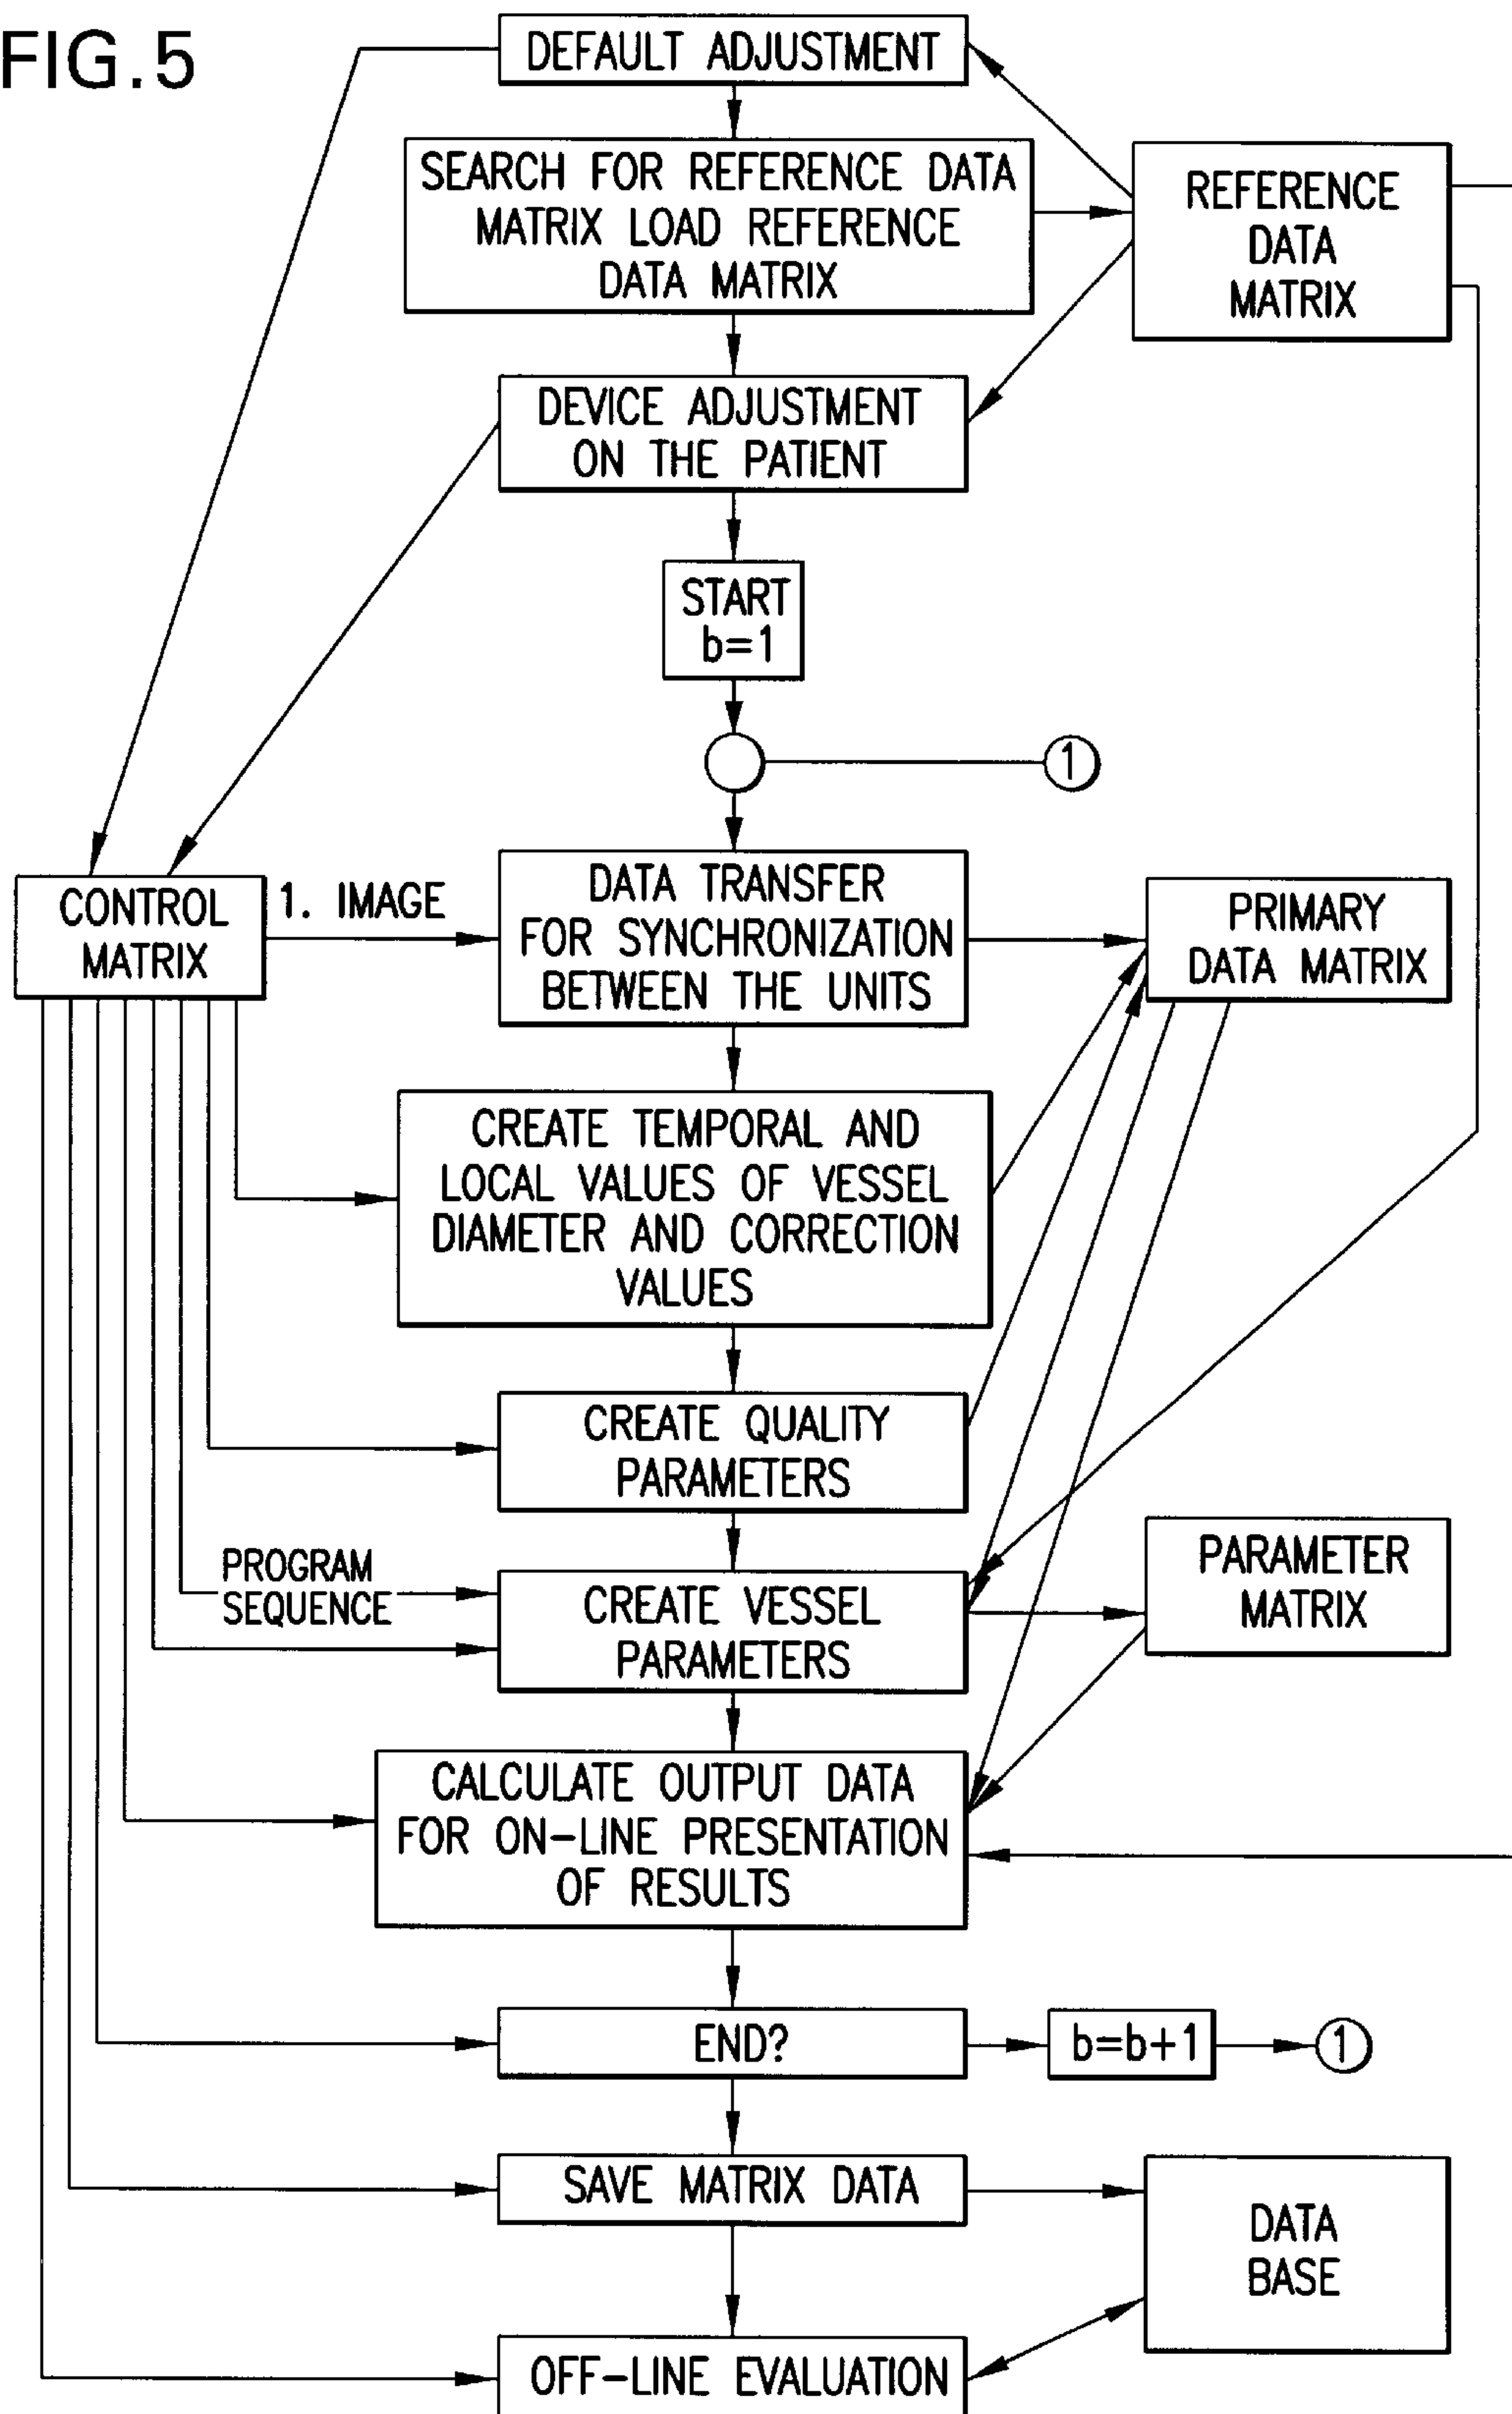 FIG.5
DEFAULT ADJUSTMENT
SEARCH FOR REFERENCE DATA
MATRIX LOAD REFERENCE
DATA MATRIX
REFERENCE
DATA
MATRIX
DEVICE ADJUSTMENT
ON THE PATIENT
START
b=1
1
CONTROL
MATRIX
1. IMAGE
DATA TRANSFER
FOR SYNCHRONIZATION
BETWEEN THE UNITS
PRIMARY
DATA MATRIX
CREATE TEMPORAL AND
LOCAL VALUES OF VESSEL
DIAMETER AND CORRECTION
VALUES
CREATE QUALITY
PARAMETERS
PROGRAM
SEQUENCE
CREATE VESSEL
PARAMETERS
PARAMETER
MATRIX
CALCULATE OUTPUT DATA
FOR ON-LINE PRESENTATION
OF RESULTS
END?
b=b+1
1
SAVE MATRIX DATA
DATA
BASE
OFF-LINE EVALUATION